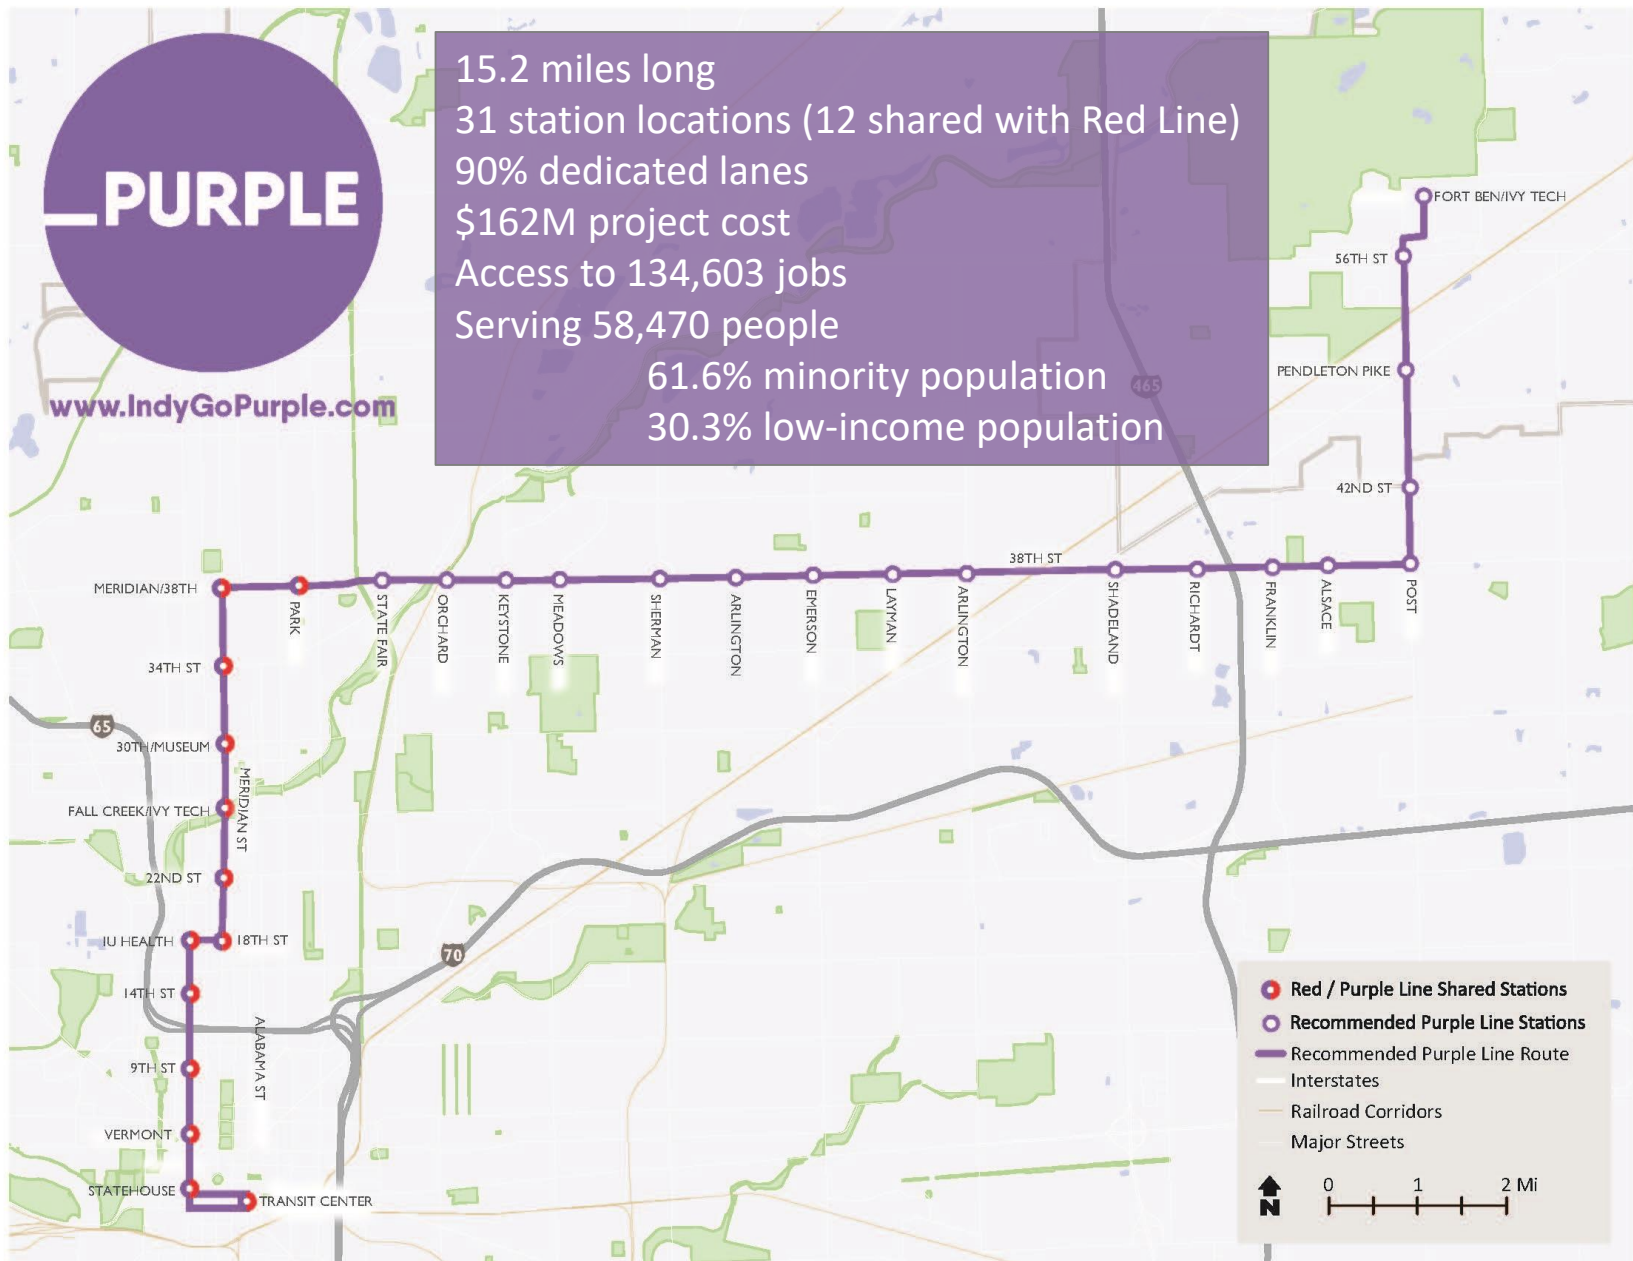 _PURPLE
www.IndyGoPurple.com
15.2 miles long
31 station locations (12 shared with Red Line)
90% dedicated lanes
$162M project cost
Access to 134,603 jobs
Serving 58,470 people
61.6% minority population
30.3% low-income population
465
FORT BEN/IVY TECH
56TH ST
PENDLETON PIKE
42ND ST
38TH ST
MERIDIAN/38TH
PARK
STATE FAIR
ORCHARD
KEYSTONE
MEADOWS
SHERMAN
ARLINGTON
EMERSON
LAYMAN
ARLINGTON
SHADELAND
RICHARDT
FRANKLIN
ALSACE
POST
34TH ST
65
30TH/MUSEUM
MERIDIAN ST
FALL CREEK/IVY TECH
22ND ST
IU HEALTH
18TH ST
70
14TH ST
ALABAMA ST
9TH ST
VERMONT
STATEHOUSE
TRANSIT CENTER
Red / Purple Line Shared Stations
Recommended Purple Line Stations
Recommended Purple Line Route
Interstates
Railroad Corridors
Major Streets
N
0 1 2 Mi